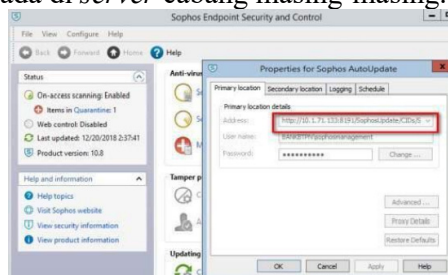 ada di server cabang masing-masing.
Sophos Endpoint Security and Control
File View Configure Help
Back Forward Home Help
Status
On-access scanning: Enabled
Items in Quarantine: 1
Web control: Disabled
Last updated: 12/20/2018 2:37:41
Product version: 10.8
Help and information
Help topics
Visit Sophos website
View security information
View product information
Anti-virus
Tamper p
Updating
Properties for Sophos AutoUpdate
Primary location Secondary location Logging Schedule
Primary location details
Address:
User name:
Password: ••••••••••
Change ...
Advanced ...
Proxy Details
Restore Defaults
OK Cancel Apply Help